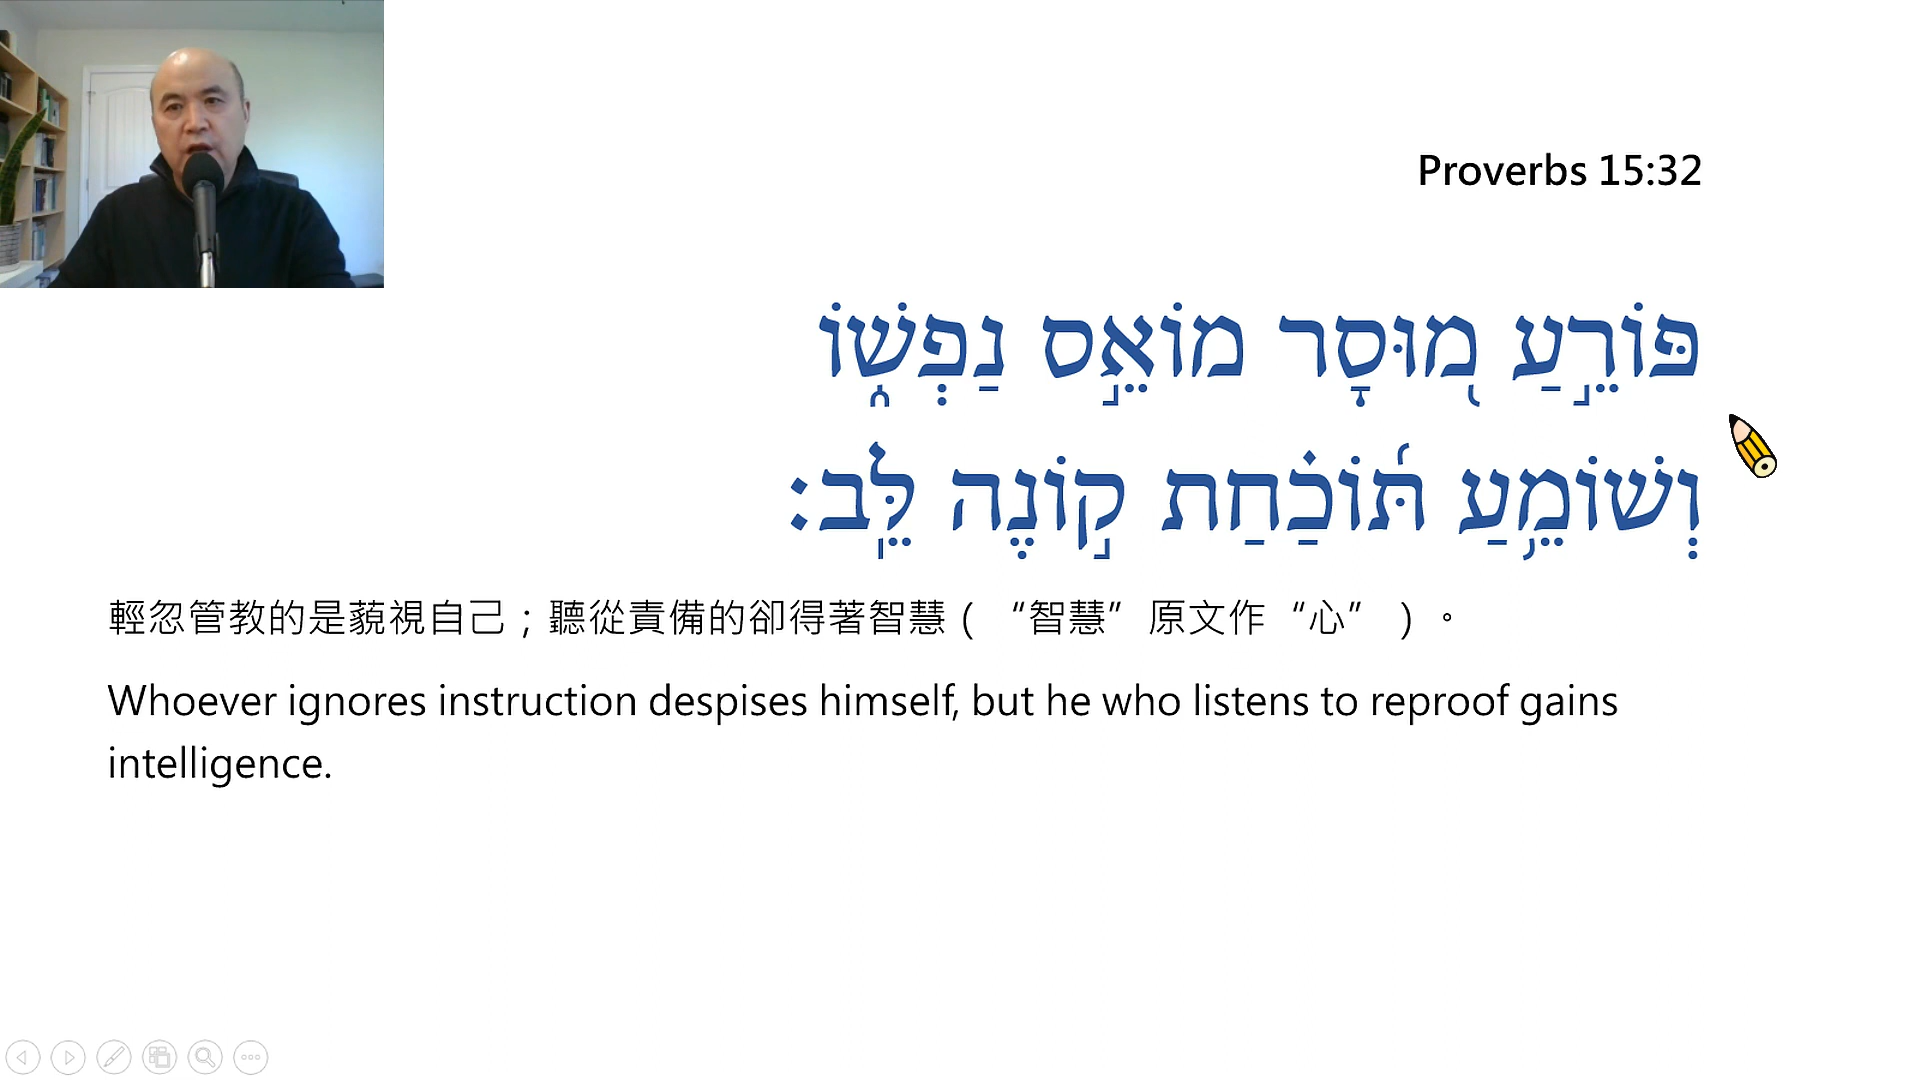 Proverbs 15:32
פּוֹרֵ֣עַ מ֭וּסָר מוֹאֵ֣ס נַפְשׁ֑וֹ
וְשׁוֹמֵ֥עַ תּ֝וֹכַ֗חַת ק֣וֹנֶה לֵּֽב׃
輕忽管教的是藐視自己；聽從責備的卻得著智慧（“智慧”原文作“心”）。
Whoever ignores instruction despises himself, but he who listens to reproof gains
intelligence.